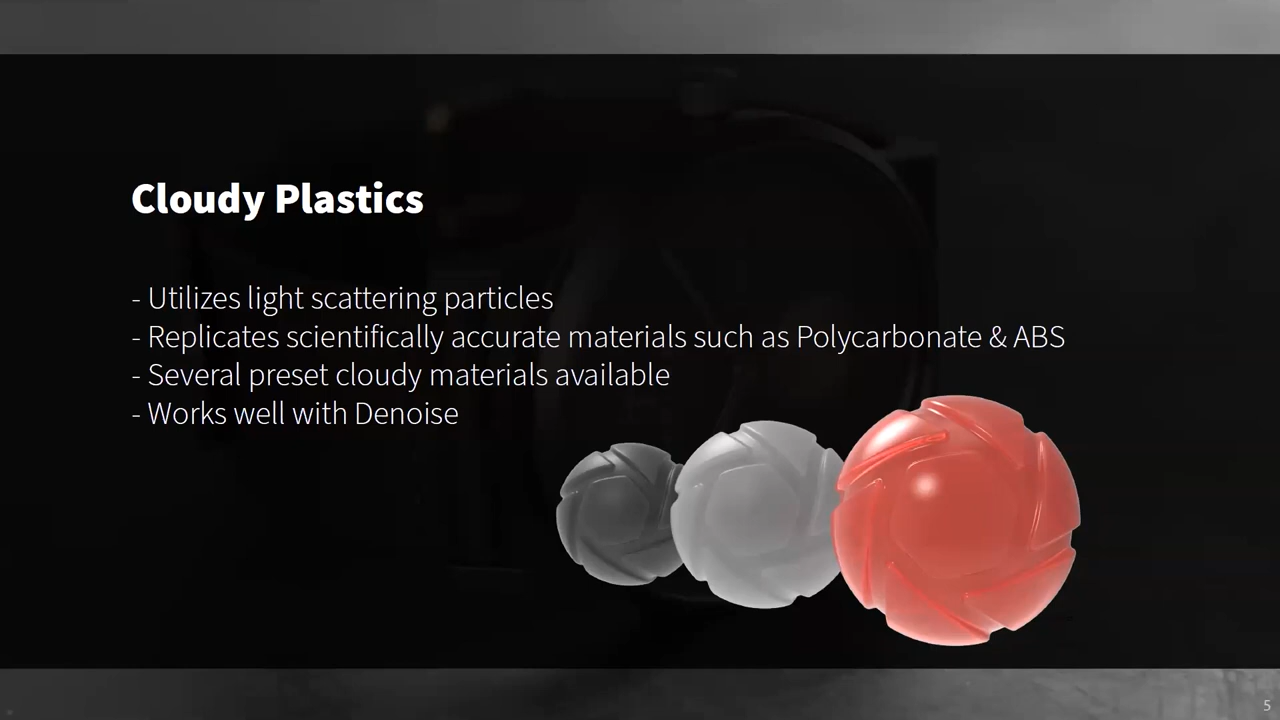 Cloudy Plastics
- Utilizes light scattering particles
- Replicates scientifically accurate materials such as Polycarbonate & ABS
- Several preset cloudy materials available
- Works well with Denoise
5